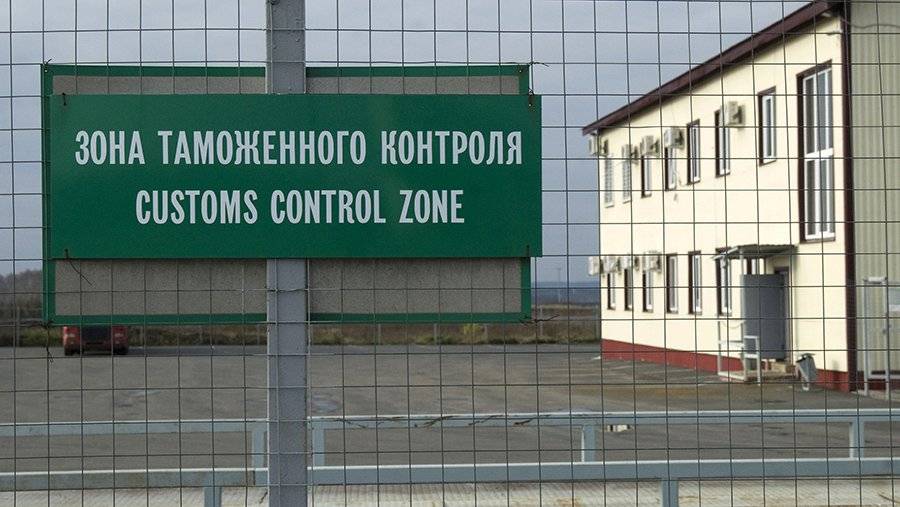 ЗОНА ТАМОЖЕННОГО КОНТРОЛЯ
CUSTOMS CONTROL ZONE